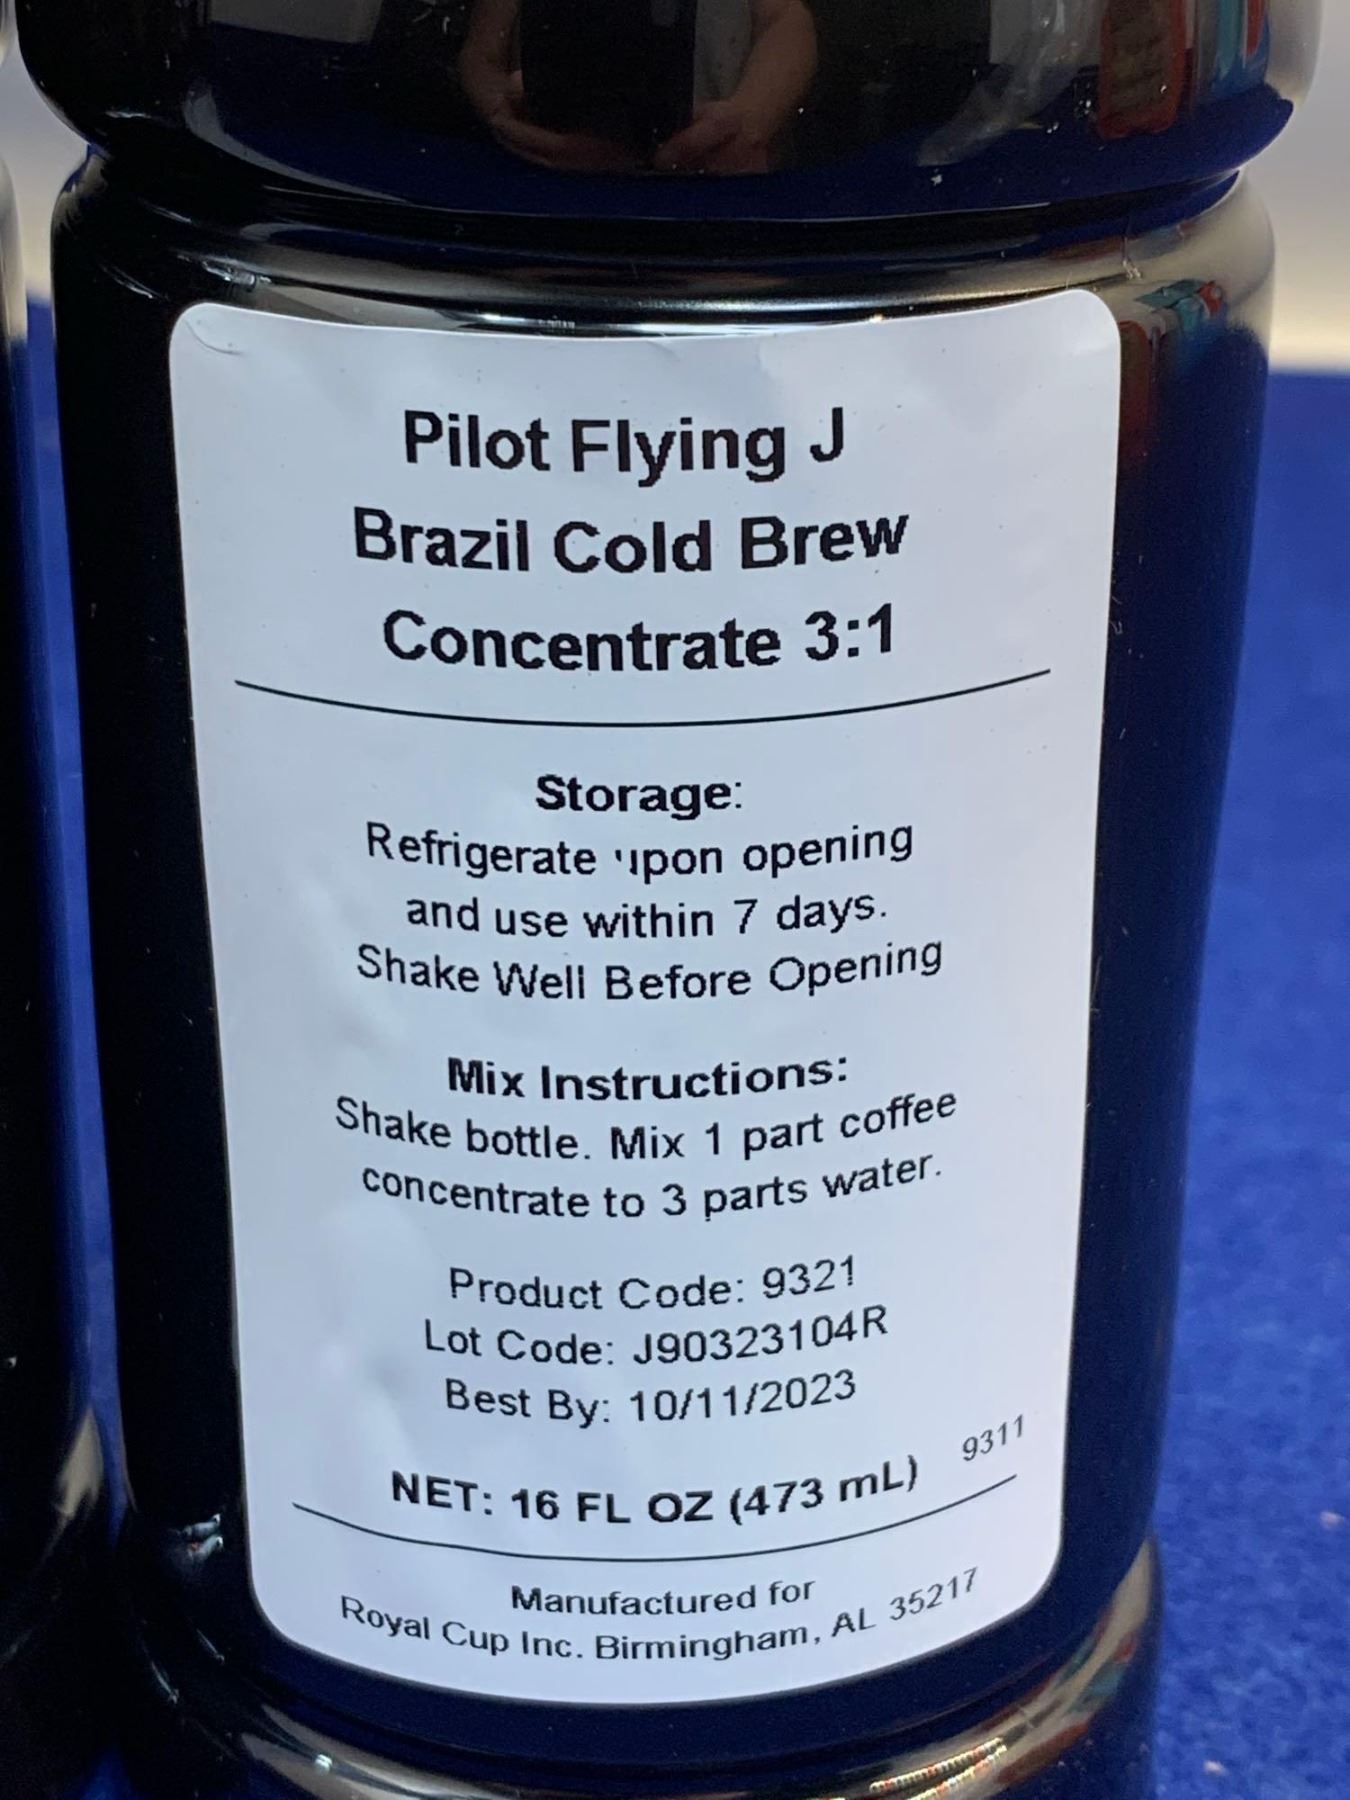 Pilot Flying J
Brazil Cold Brew
Concentrate 3:1
Storage:
Refrigerate upon opening
and use within 7 days.
Shake Well Before Opening
Mix Instructions:
Shake bottle. Mix 1 part coffee
concentrate to 3 parts water.
Product Code: 9321
Lot Code: J90323104R
Best By: 10/11/2023
9311
NET: 16 FL OZ (473 mL)
Manufactured for
Royal Cup Inc. Birmingham, AL 35217